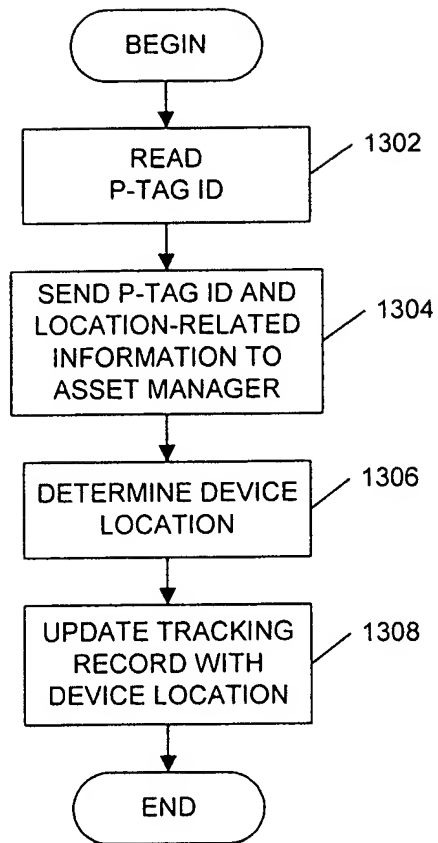 BEGIN
READ
P-TAG ID
1302
SEND P-TAG ID AND
LOCATION-RELATED
INFORMATION TO
ASSET MANAGER
1304
DETERMINE DEVICE
LOCATION
1306
UPDATE TRACKING
RECORD WITH
DEVICE LOCATION
1308
END